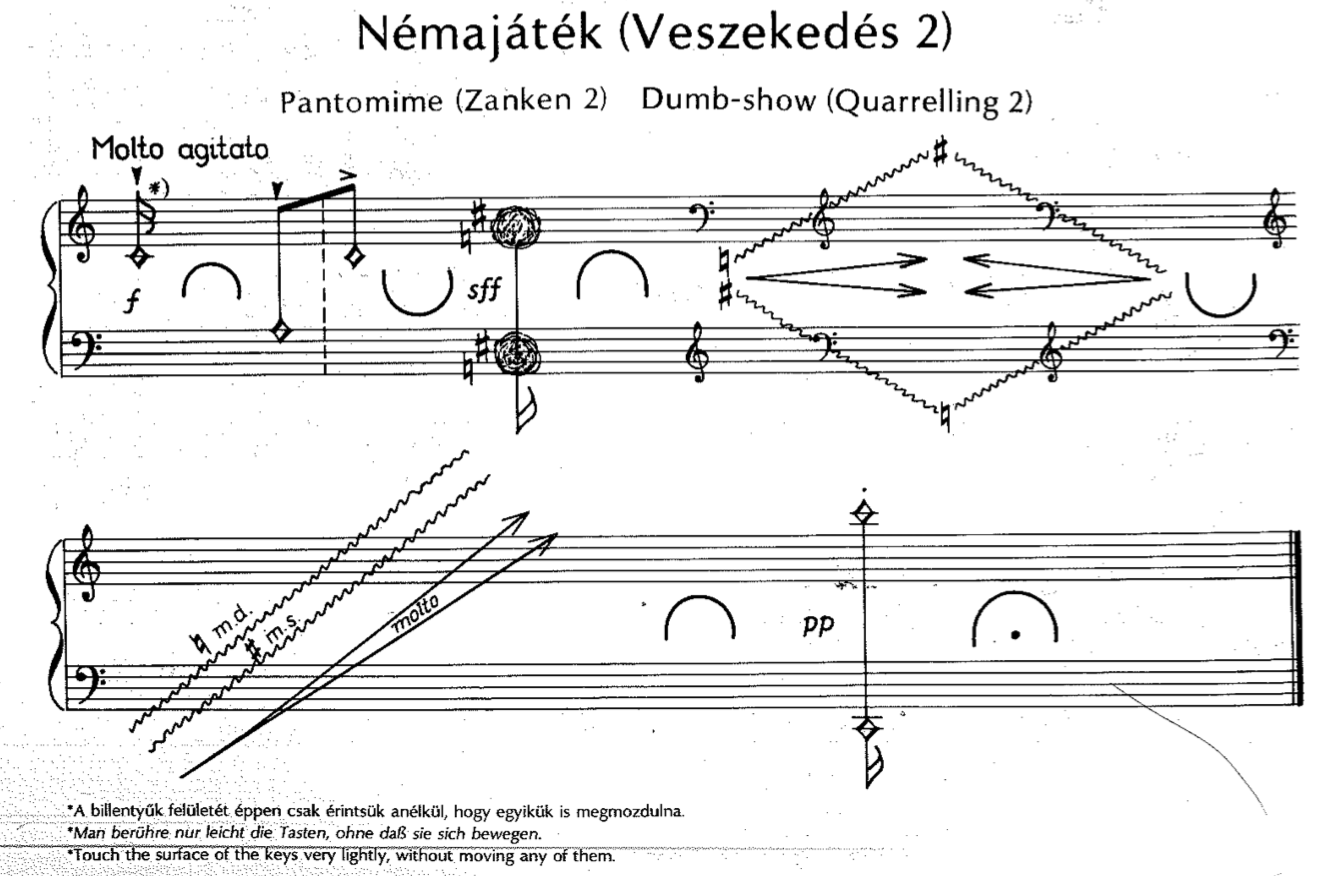 Némajáték (Veszekedés 2)
Pantomime (Zanken 2) Dumb-show (Quarrelling 2)
Molto agitato
*)
f
sff
m.d.
m.s.
molto
pp
*A billentyűk felületét éppen csak érintsük anélkül, hogy egyikük is megmozdulna.
*Man berühre nur leicht die Tasten, ohne daß sie sich bewegen.
*Touch the surface of the keys very lightly, without moving any of them.